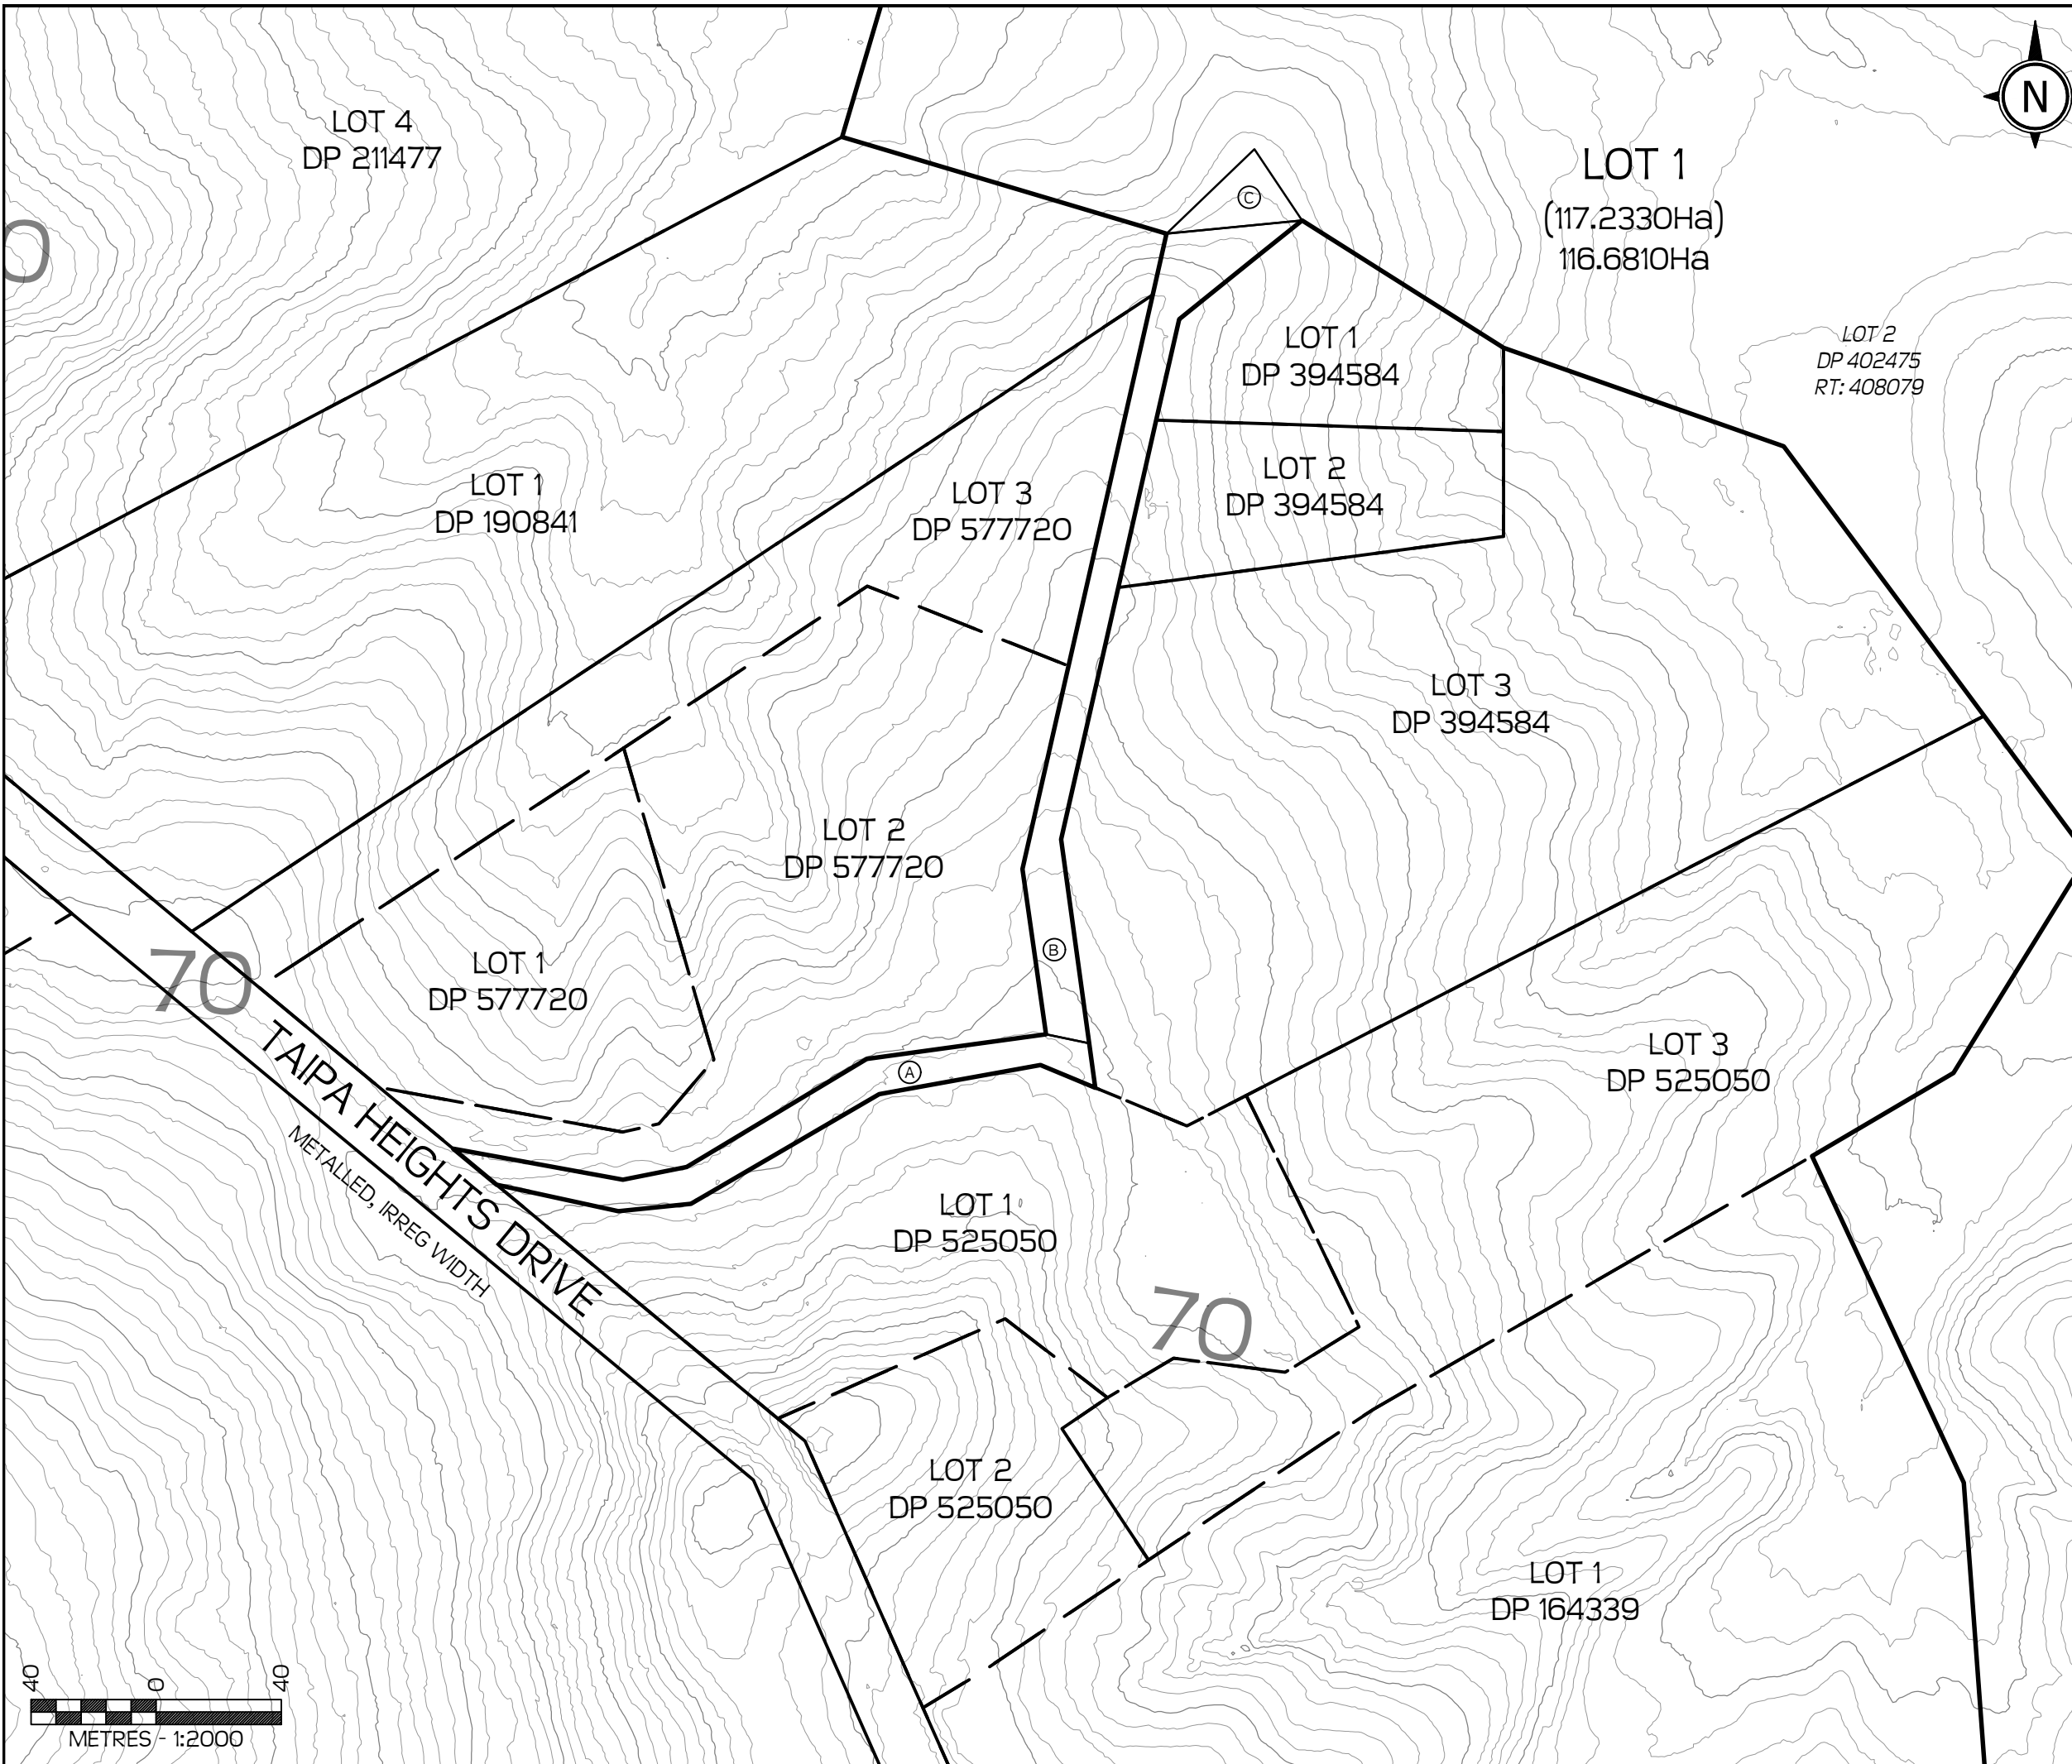 LOT 4
DP 211477
N
LOT 1
(117.2330Ha)
116.6810Ha
C
0
LOT 1
DP 394584
LOT 2
DP 402475
RT: 408079
LOT 2
DP 394584
LOT 1
DP 190841
LOT 3
DP 577720
LOT 3
DP 394584
LOT 2
DP 577720
B
LOT 1
DP 577720
70
TAIPA HEIGHTS DRIVE
METALLED, IRREG WIDTH
A
LOT 3
DP 525050
LOT 1
DP 525050
70
LOT 2
DP 525050
LOT 1
DP 164339
40 0 40
METRES - 1:2000